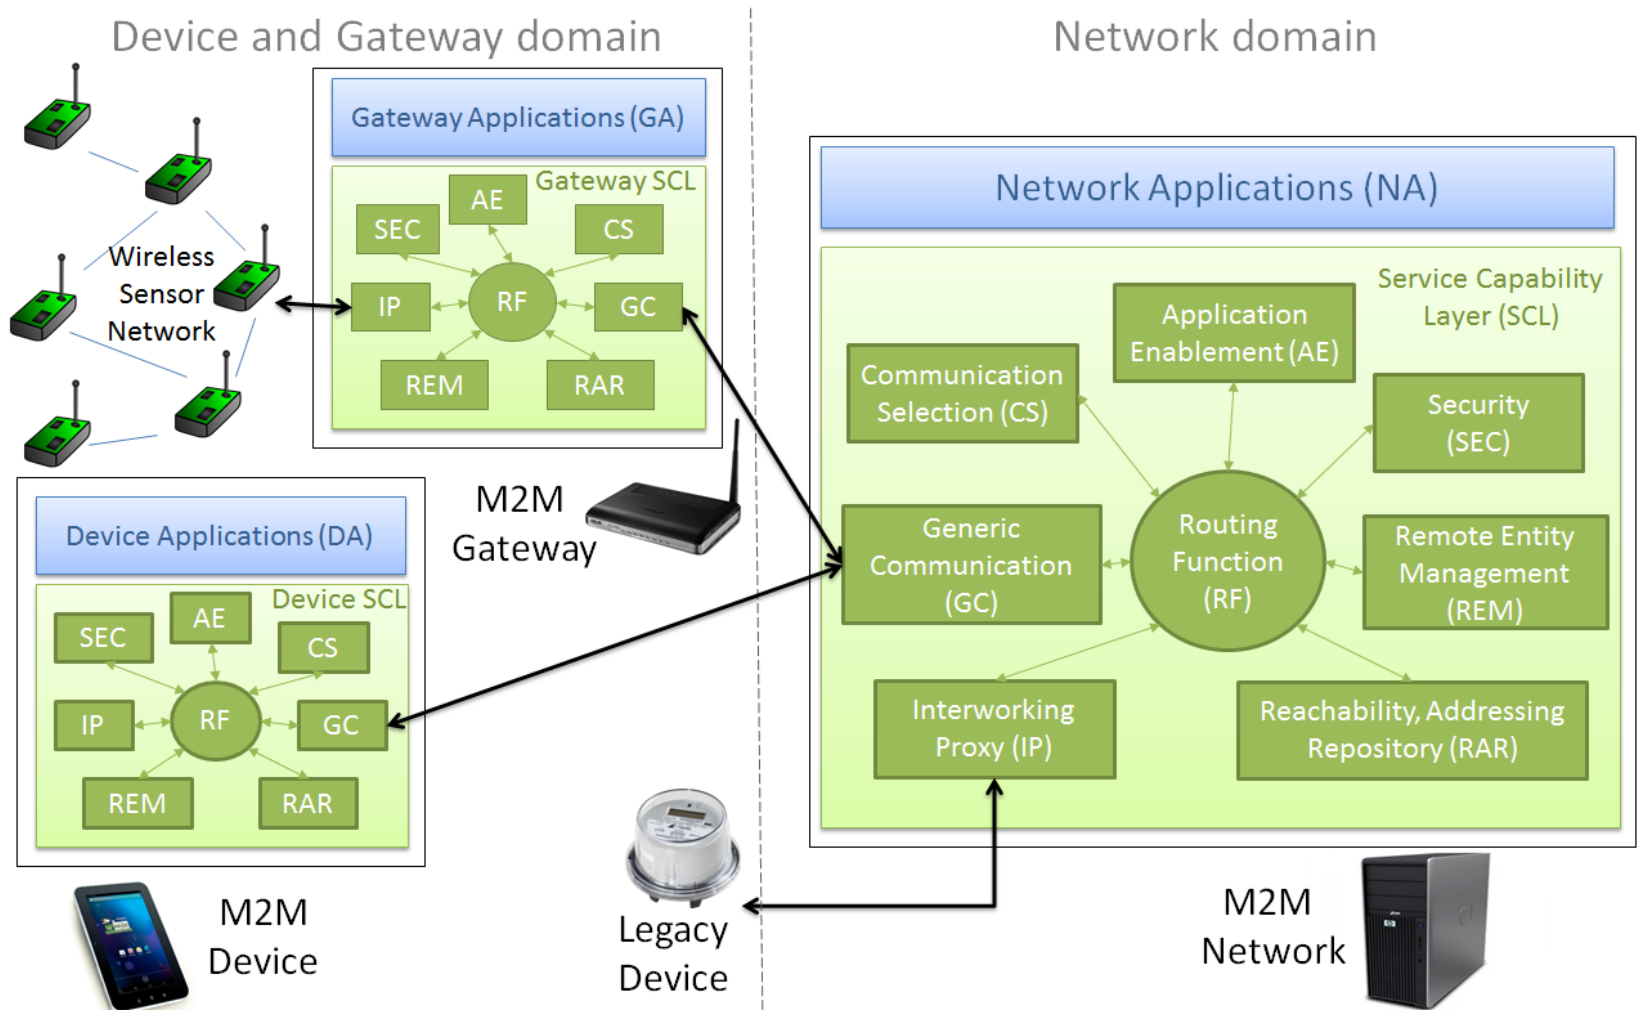 Device and Gateway domain
Network domain
Gateway Applications (GA)
Gateway SCL
AE
SEC
CS
IP
RF
GC
REM
RAR
Wireless
Sensor
Network
M2M
Gateway
Device Applications (DA)
Device SCL
AE
SEC
CS
IP
RF
GC
REM
RAR
M2M
Device
Legacy
Device
Network Applications (NA)
Service Capability
Layer (SCL)
Application
Enablement (AE)
Communication
Selection (CS)
Security
(SEC)
Generic
Communication
(GC)
Routing
Function
(RF)
Remote Entity
Management
(REM)
Interworking
Proxy (IP)
Reachability, Addressing
Repository (RAR)
M2M
Network